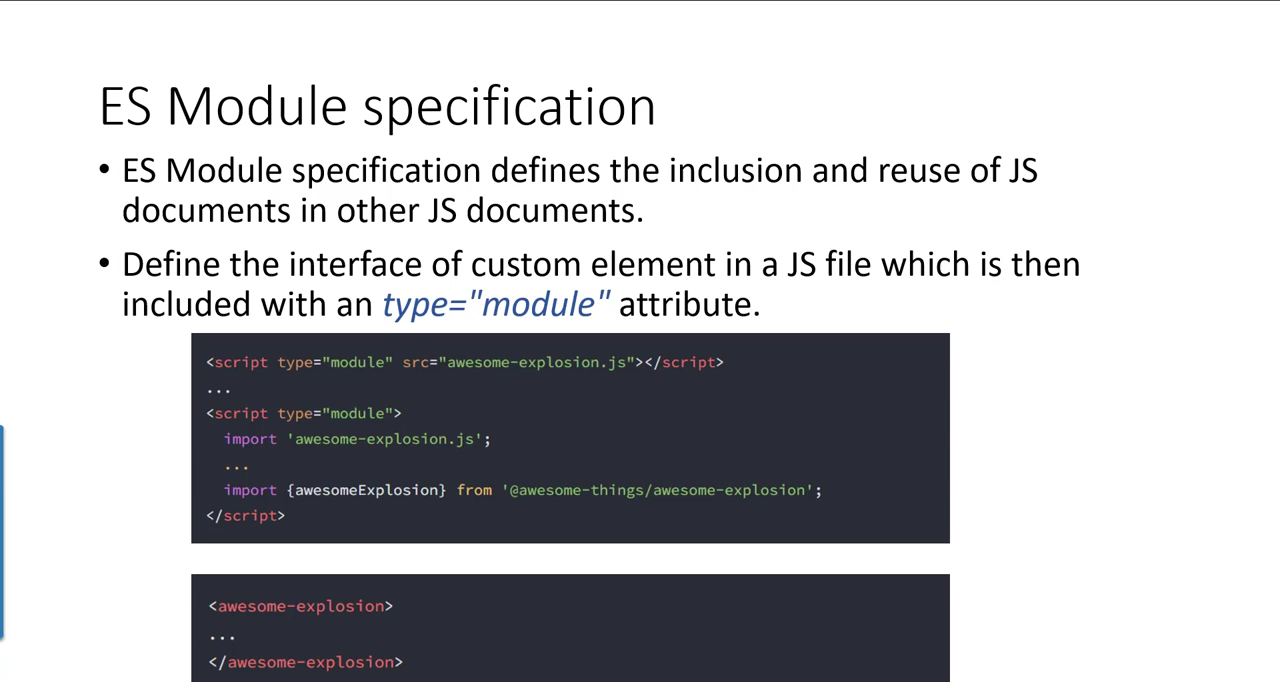 ES Module specification
• ES Module specification defines the inclusion and reuse of JS
documents in other JS documents.
• Define the interface of custom element in a JS file which is then
included with an type="module" attribute.
<script type="module" src="awesome-explosion.js"></script>
...
<script type="module">
import 'awesome-explosion.js';
...
import {awesomeExplosion} from '@awesome-things/awesome-explosion';
</script>
<awesome-explosion>
...
</awesome-explosion>